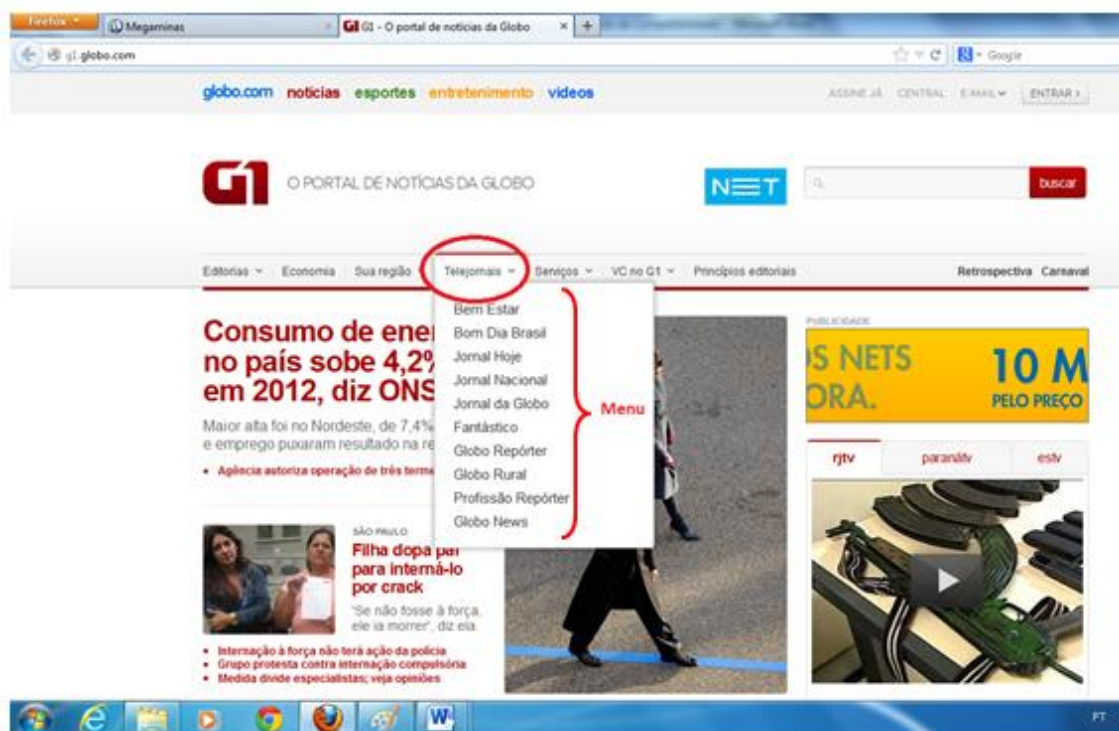 Firefox
Megaminas
G1 G1 - O portal de notícias da Globo
g1.globo.com
Google
globo.com notícias esportes entretenimento vídeos
ASSINE JÁ CENTRAL E-MAIL ENTRAR
G1 O PORTAL DE NOTÍCIAS DA GLOBO
NET
buscar
Editorias Economia Sua região Telejornais Serviços VC no G1 Princípios editoriais
Retrospectiva Carnaval
Bem Estar
Bom Dia Brasil
Jornal Hoje
Jornal Nacional
Jornal da Globo
Fantástico
Globo Repórter
Globo Rural
Profissão Repórter
Globo News
Menu
Consumo de ene
no país sobe 4,2%
em 2012, diz ONS
Maior alta foi no Nordeste, de 7,4%
e emprego puxaram resultado na re
Agência autoriza operação de três terme
SÃO PAULO
Filha dopa pai
para interná-lo
por crack
'Se não fosse à força,
ele ia morrer', diz ela.
Internação à força não terá ação da polícia
Grupo protesta contra internação compulsória
Medida divide especialistas; veja opiniões
PUBLICIDADE
OS NETS
ORA.
10 M
PELO PREÇO
rjtv paranátv estv
PT